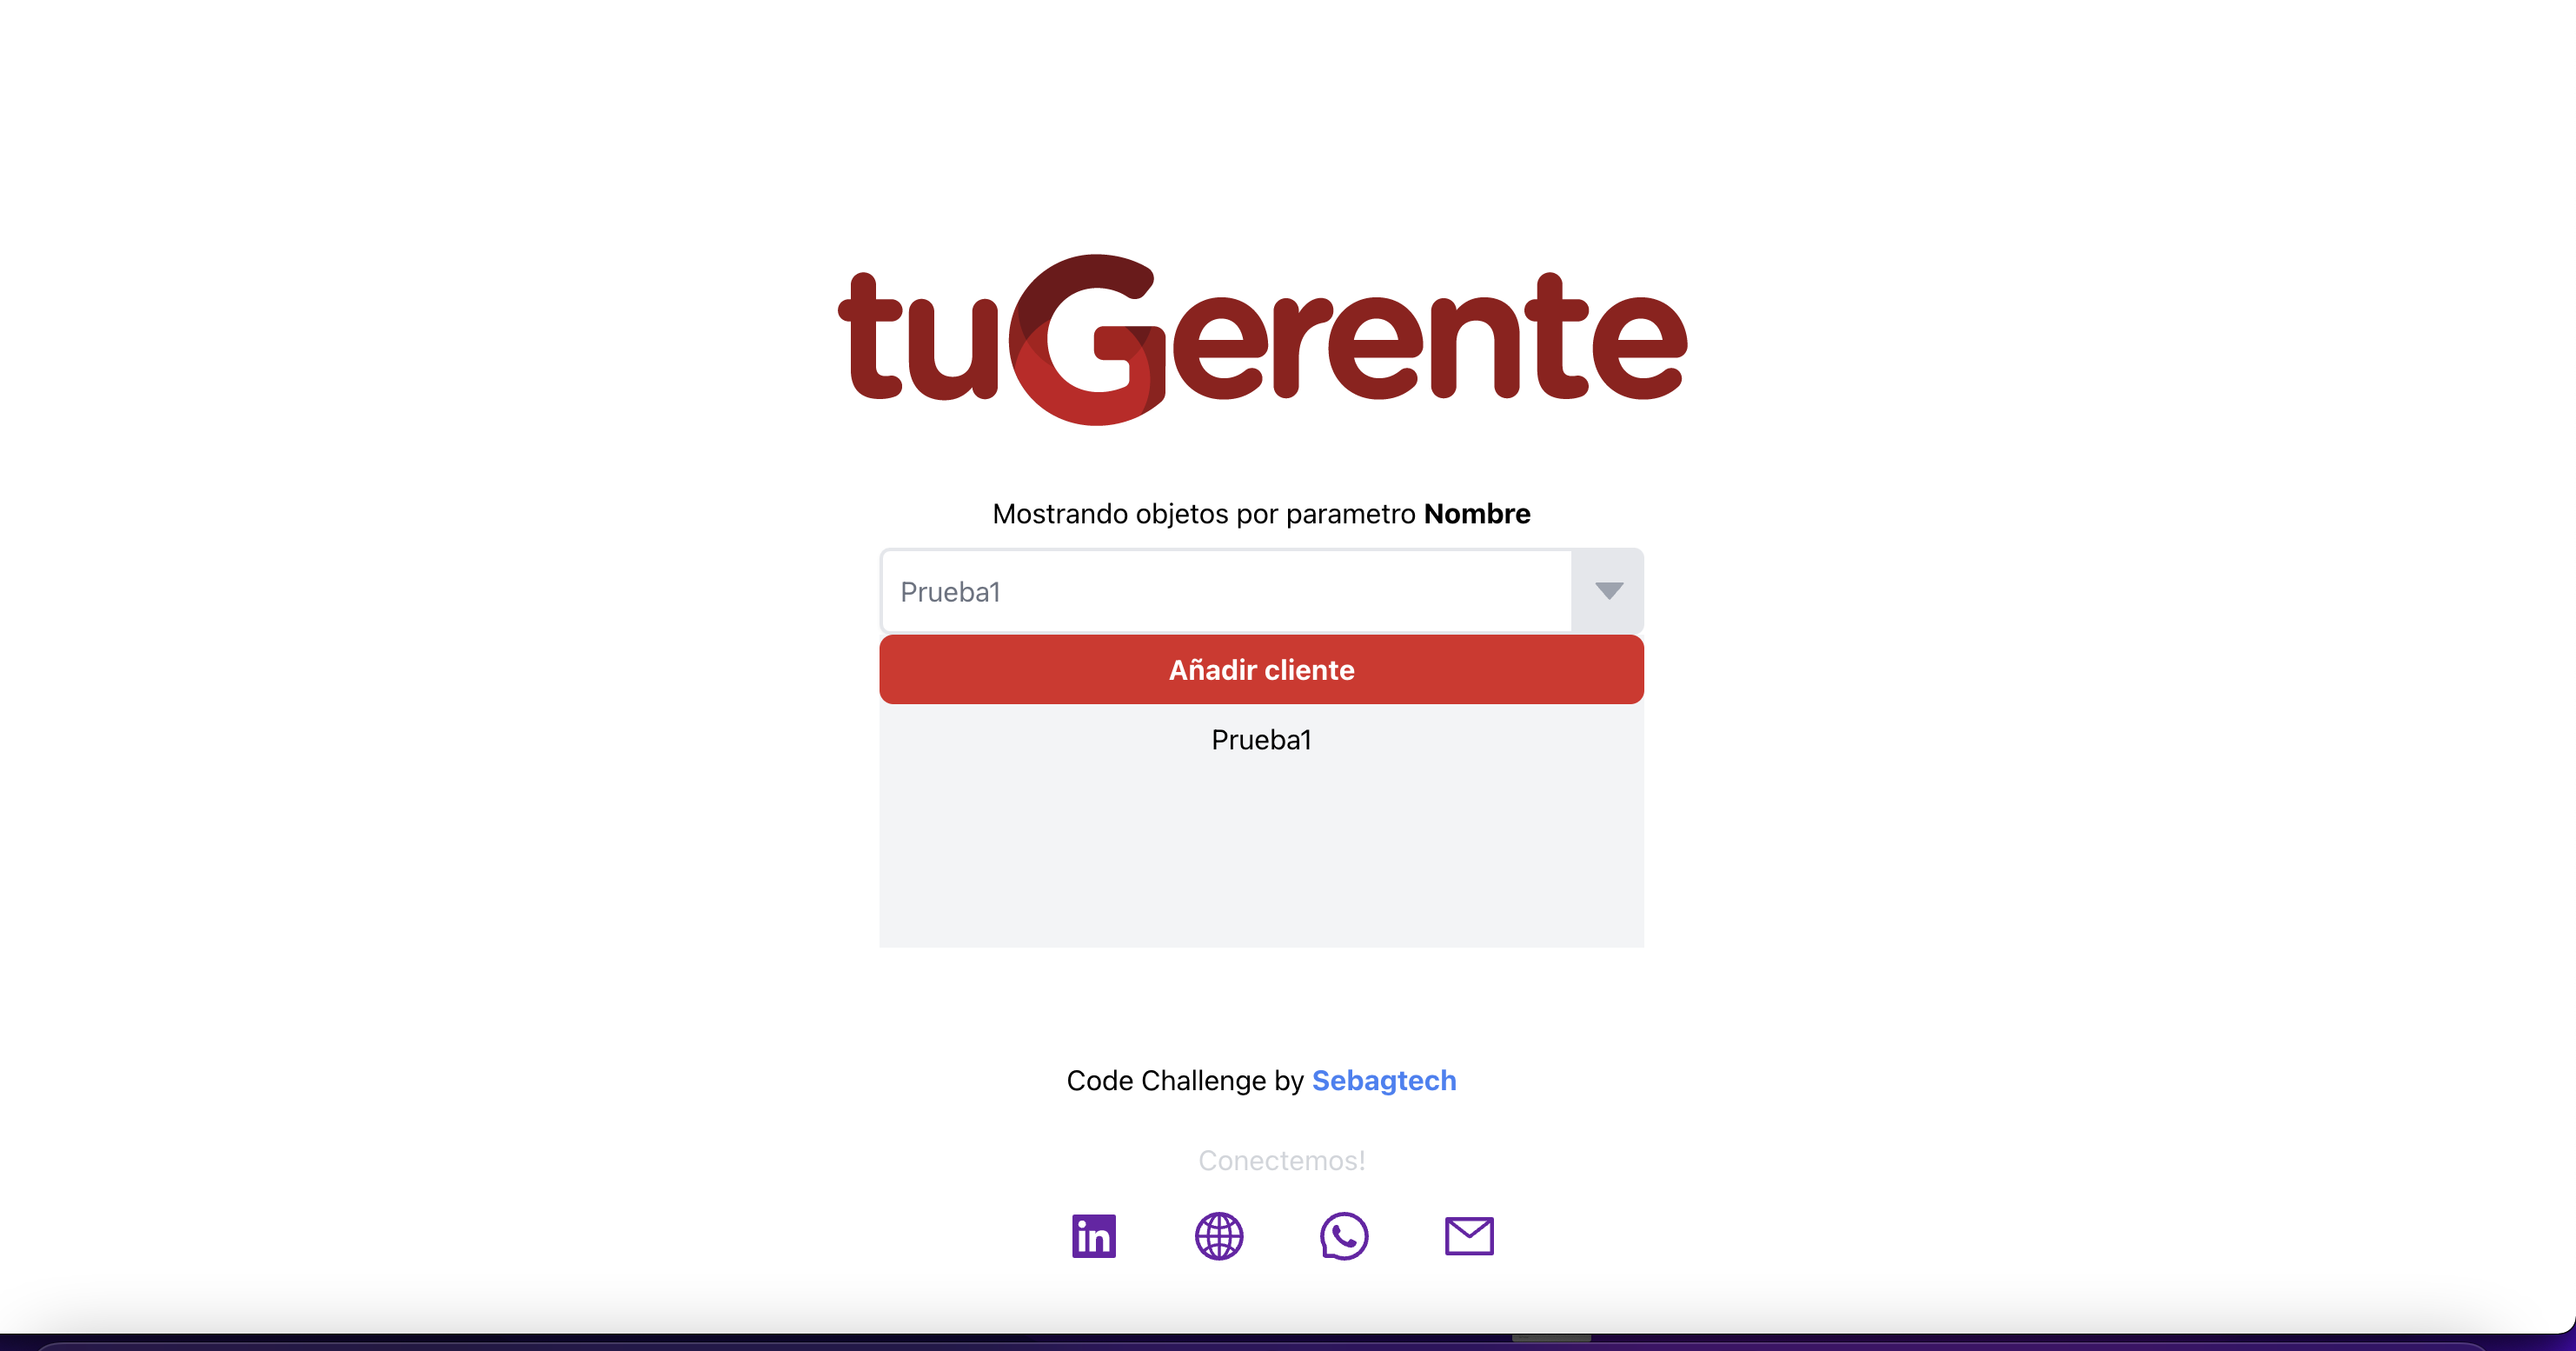 tuGerente
Mostrando objetos por parametro Nombre
Prueba1
Añadir cliente
Prueba1
Code Challenge by Sebagtech
Conectemos!
in